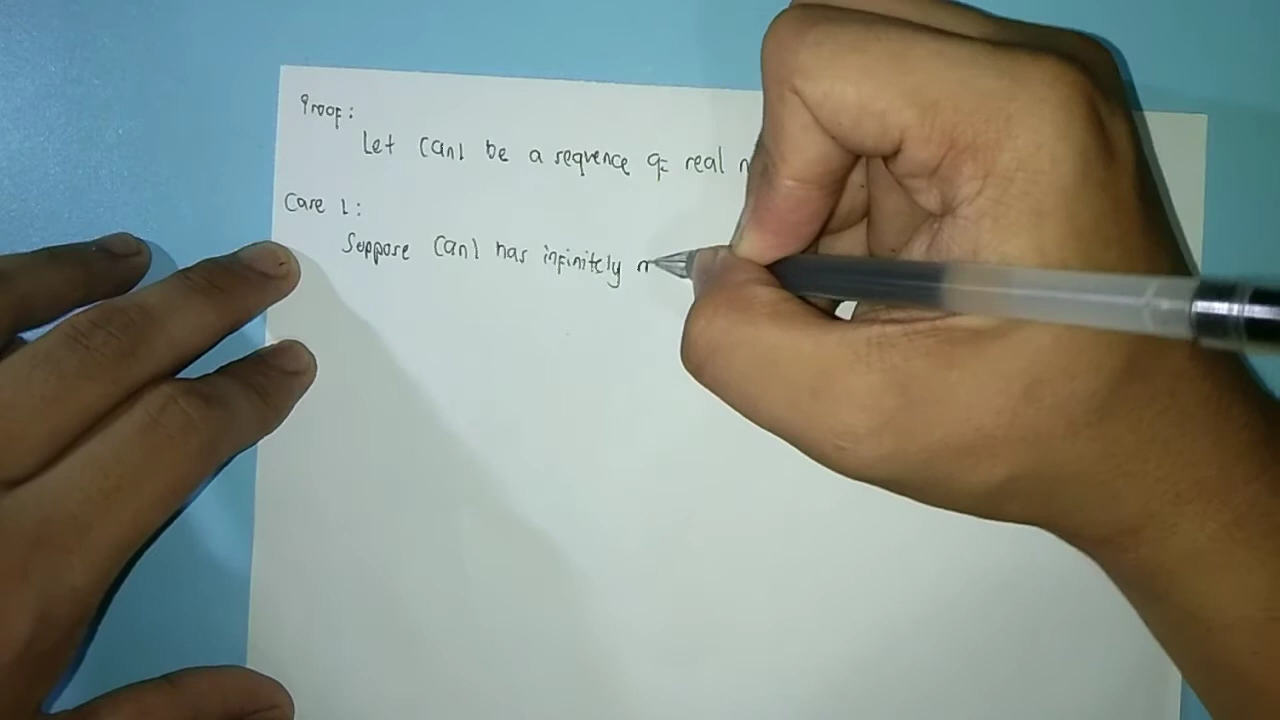 Proof:
Let (an) be a sequence of real n
Case 1:
Suppose (an) has infinitely m